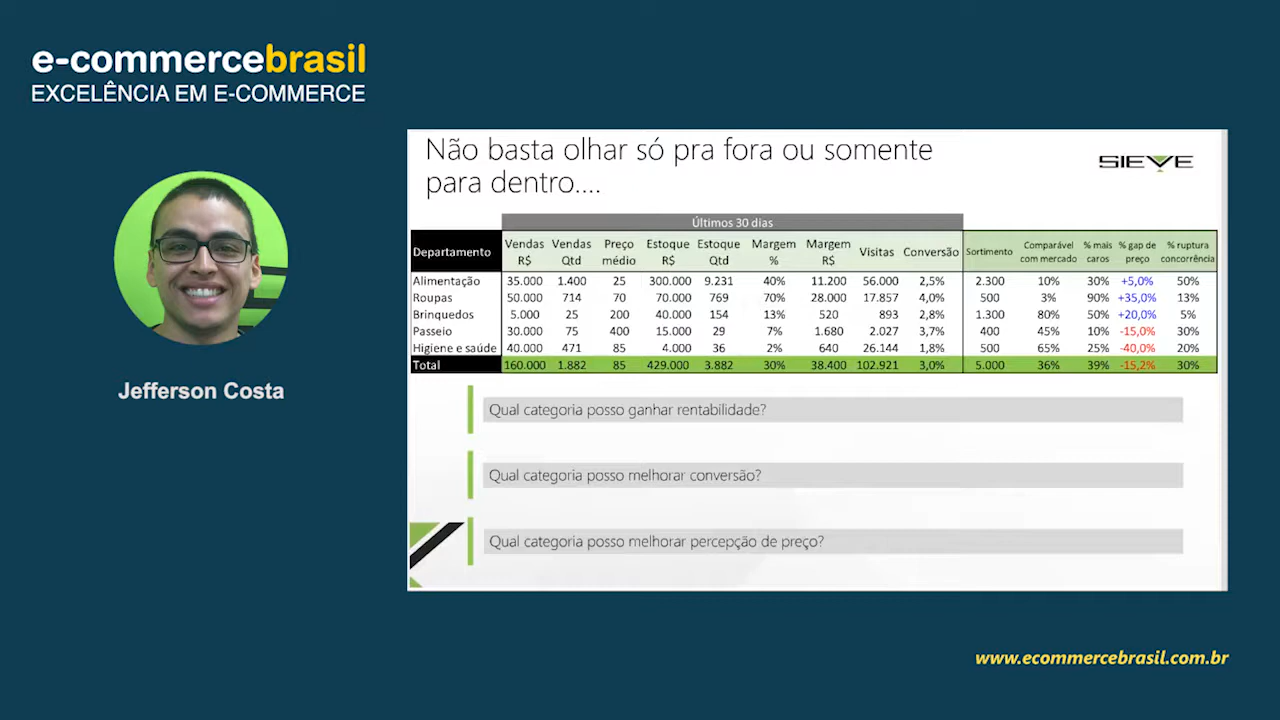 e-commercebrasil
EXCELÊNCIA EM E-COMMERCE
Jefferson Costa
Não basta olhar só pra fora ou somente
para dentro....
SIEVE
Últimos 30 dias
Departamento Vendas R$ Vendas Qtd Preço médio Estoque R$ Estoque Qtd Margem % Margem R$ Visitas Conversão Sortimento Comparável com mercado % mais caros % gap de preço % ruptura concorrência
Alimentação 35.000 1.400 25 300.000 9.231 40% 11.200 56.000 2,5% 2.300 10% 30% +5,0% 50%
Roupas 50.000 714 70 70.000 769 70% 28.000 17.857 4,0% 500 3% 90% +35,0% 13%
Brinquedos 5.000 25 200 40.000 154 13% 520 893 2,8% 1.300 80% 50% +20,0% 5%
Passeio 30.000 75 400 15.000 29 7% 1.680 2.027 3,7% 400 45% 10% -15,0% 30%
Higiene e saúde 40.000 471 85 4.000 36 2% 640 26.144 1,8% 500 65% 25% -40,0% 20%
Total 160.000 1.882 85 429.000 3.882 30% 38.400 102.921 3,0% 5.000 36% 39% -15,2% 30%
Qual categoria posso ganhar rentabilidade?
Qual categoria posso melhorar conversão?
Qual categoria posso melhorar percepção de preço?
www.ecommercebrasil.com.br